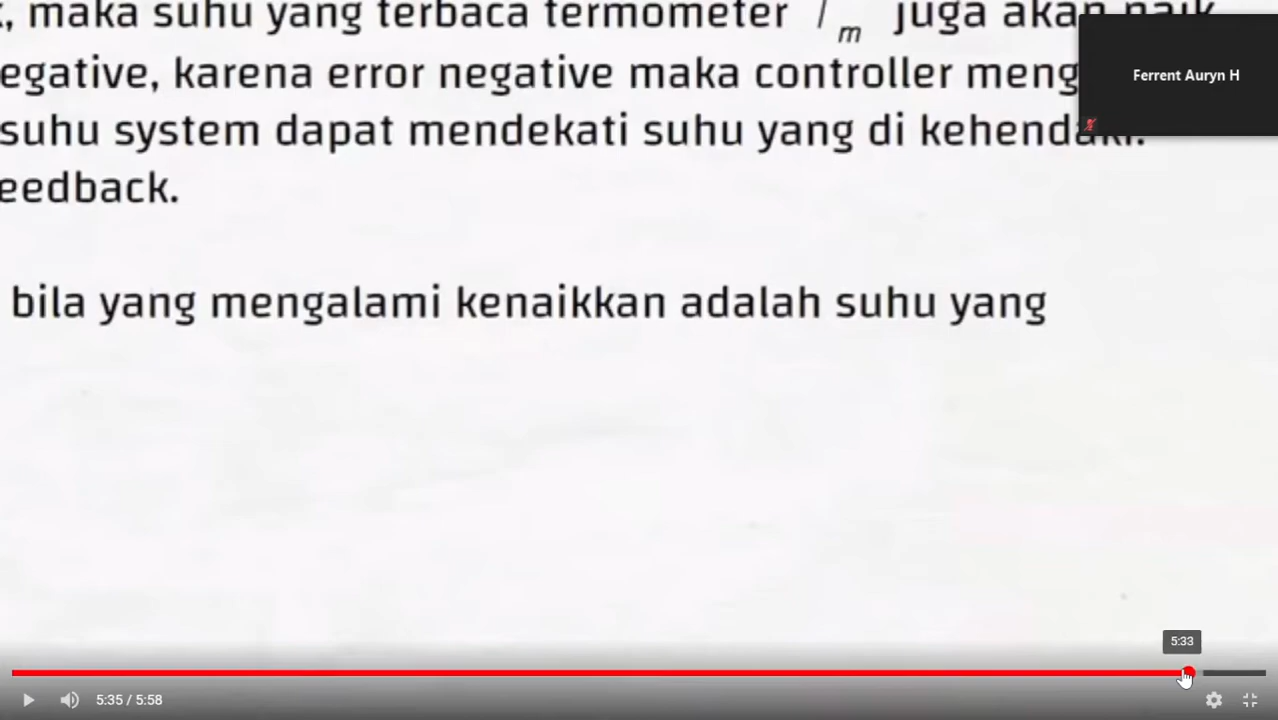 maka suhu yang terbaca termometer T m juga akan naik
egative, karena error negative maka controller meng
suhu system dapat mendekati suhu yang di kehendaki.
eedback.
bila yang mengalami kenaikkan adalah suhu yang
Ferrent Auryn H
5:33
5:35 / 5:58